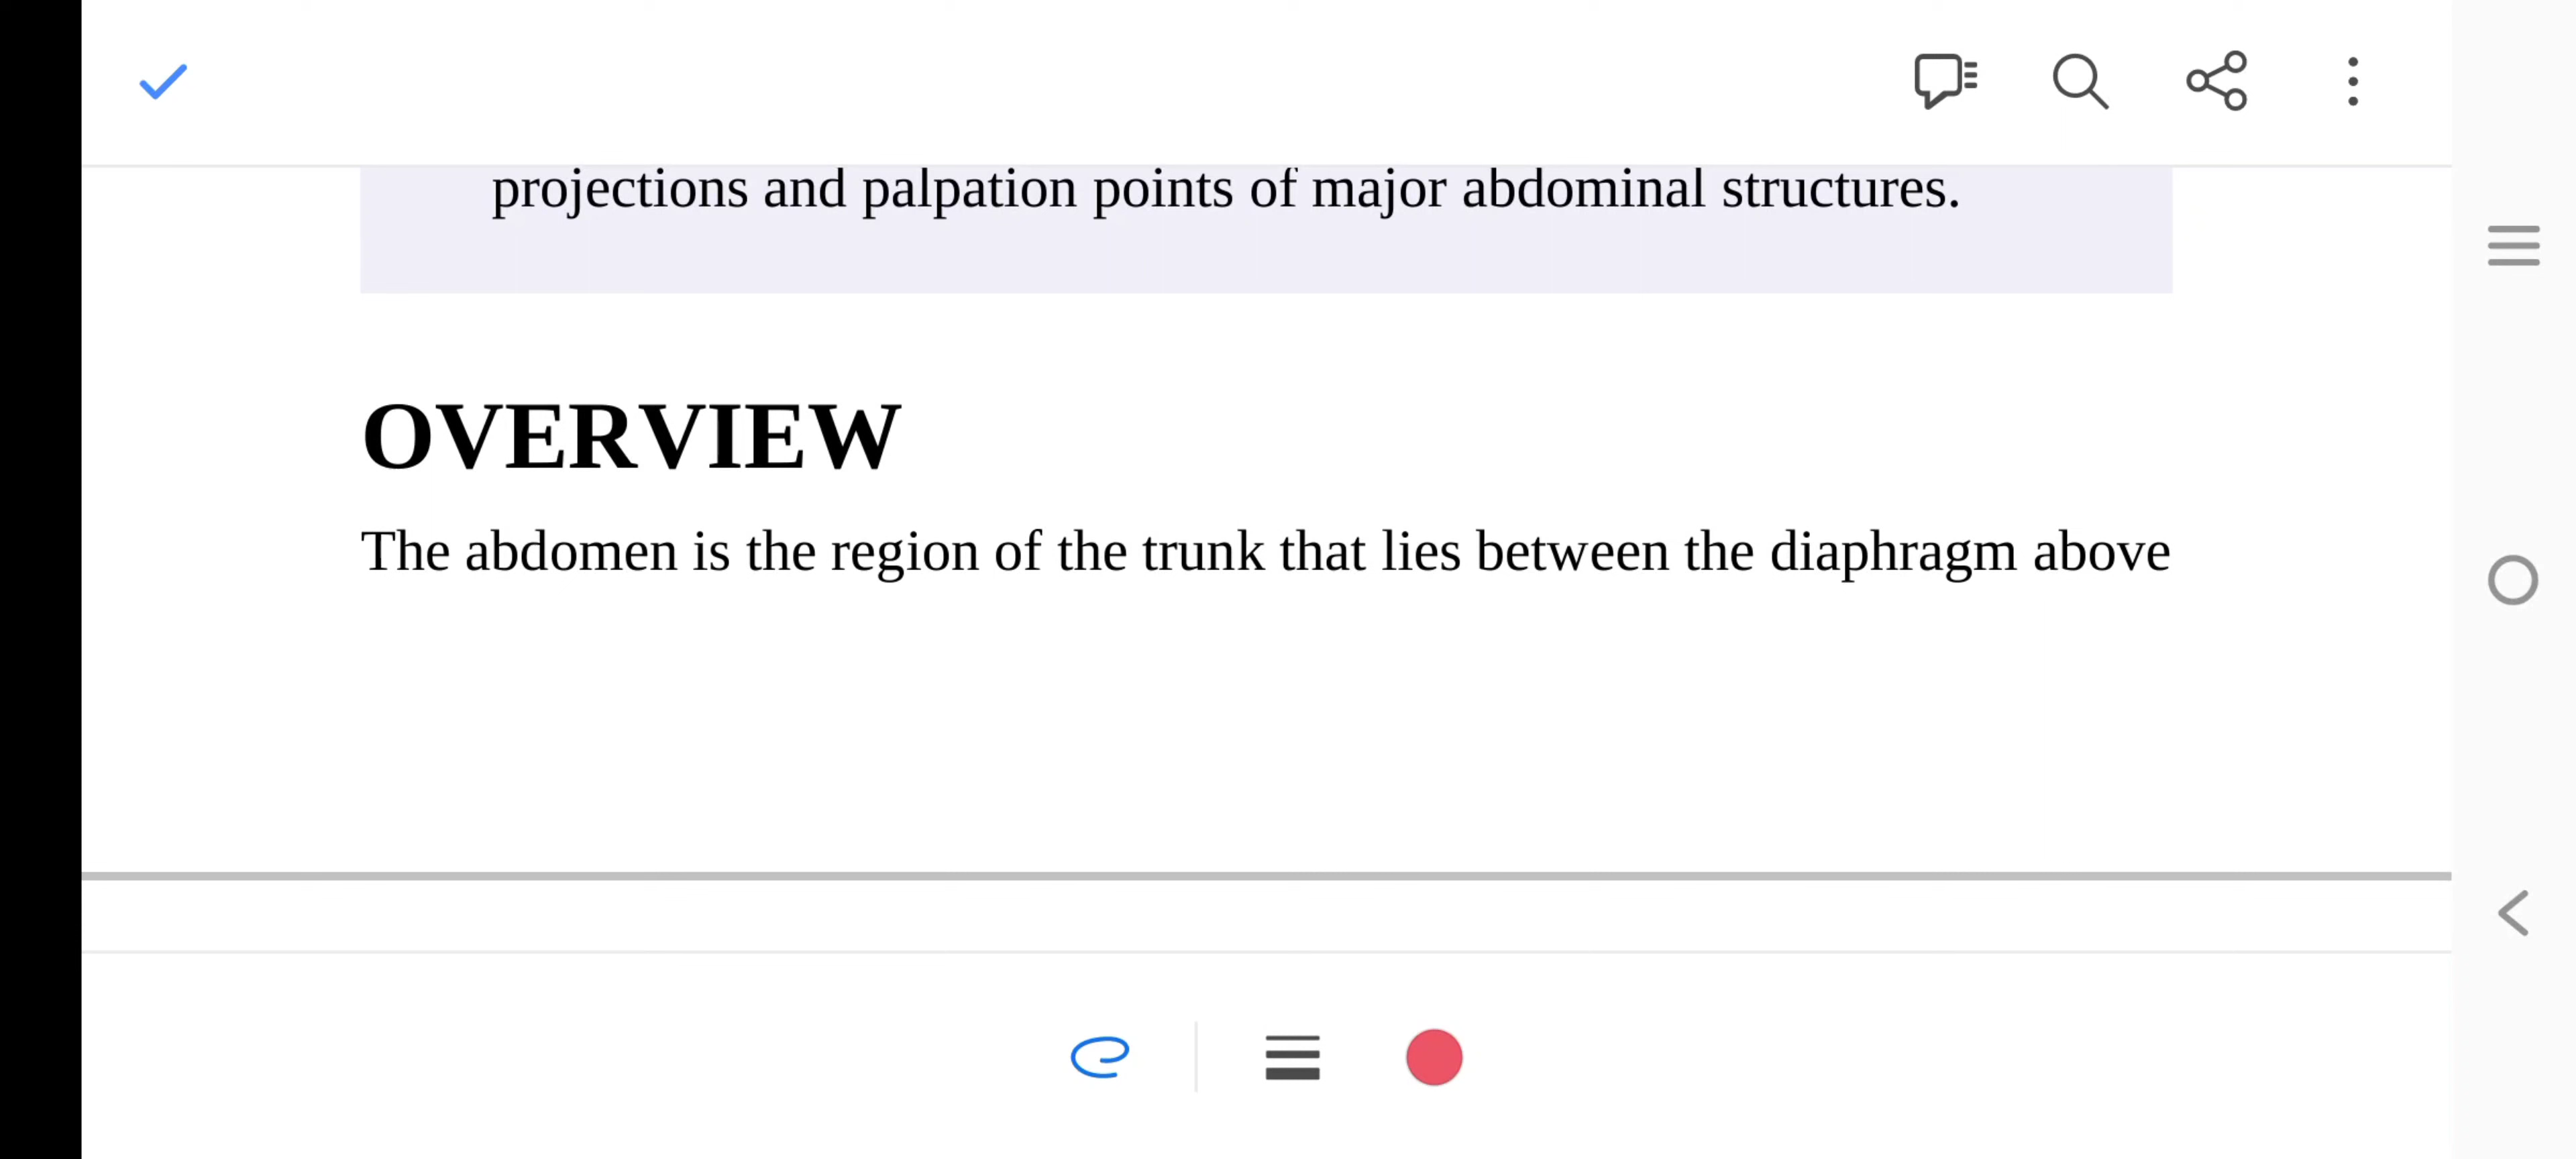 projections and palpation points of major abdominal structures.
OVERVIEW
The abdomen is the region of the trunk that lies between the diaphragm above